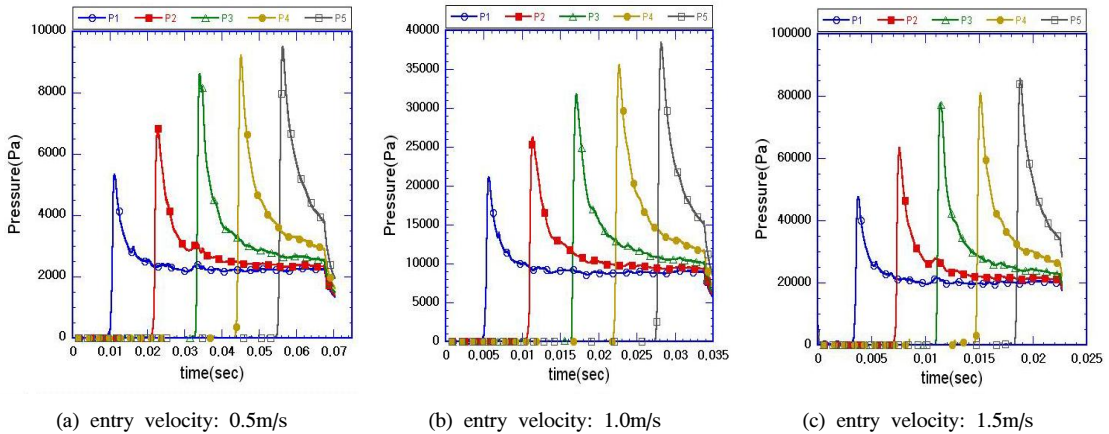 P1 P2 P3 P4 P5
10000
8000
6000
4000
2000
0
Pressure(Pa)
0 0,01 0,02 0,03 0,04 0,05 0,06 0,07
time(sec)
(a) entry velocity: 0.5m/s
P1 P2 P3 P4 P5
40000
35000
30000
25000
20000
15000
10000
5000
0
Pressure(Pa)
0 0,005 0,01 0,015 0,02 0,025 0,03 0,035
time(sec)
(b) entry velocity: 1.0m/s
P1 P2 P3 P4 P5
100000
80000
60000
40000
20000
0
Pressure(Pa)
0 0,005 0,01 0,015 0,02 0,025
time(sec)
(c) entry velocity: 1.5m/s